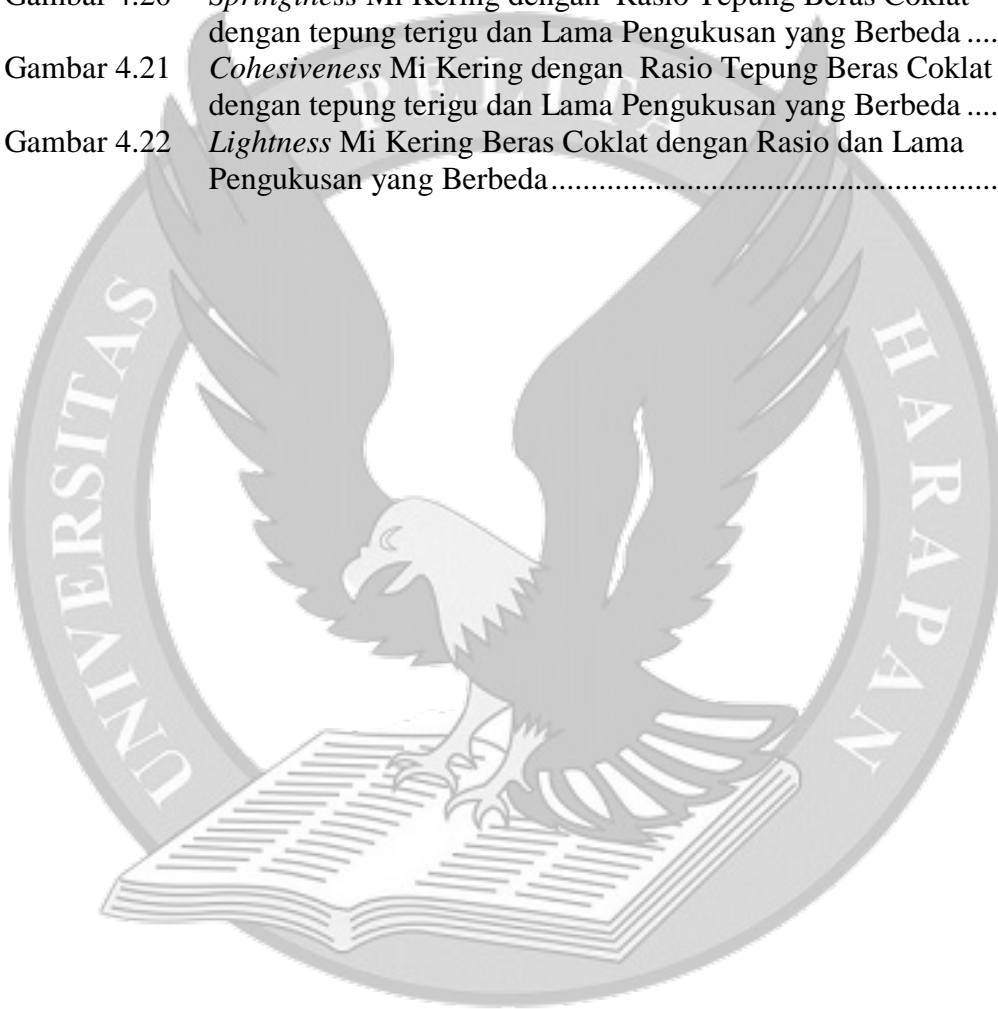 Gambar 4.20 Springiness Mi Kering dengan Rasio Tepung Beras Coklat
dengan tepung terigu dan Lama Pengukusan yang Berbeda ....
Gambar 4.21 Cohesiveness Mi Kering dengan Rasio Tepung Beras Coklat
dengan tepung terigu dan Lama Pengukusan yang Berbeda ....
Gambar 4.22 Lightness Mi Kering Beras Coklat dengan Rasio dan Lama
Pengukusan yang Berbeda........................................................
UNIVERSITAS
PELITA
HARAPAN